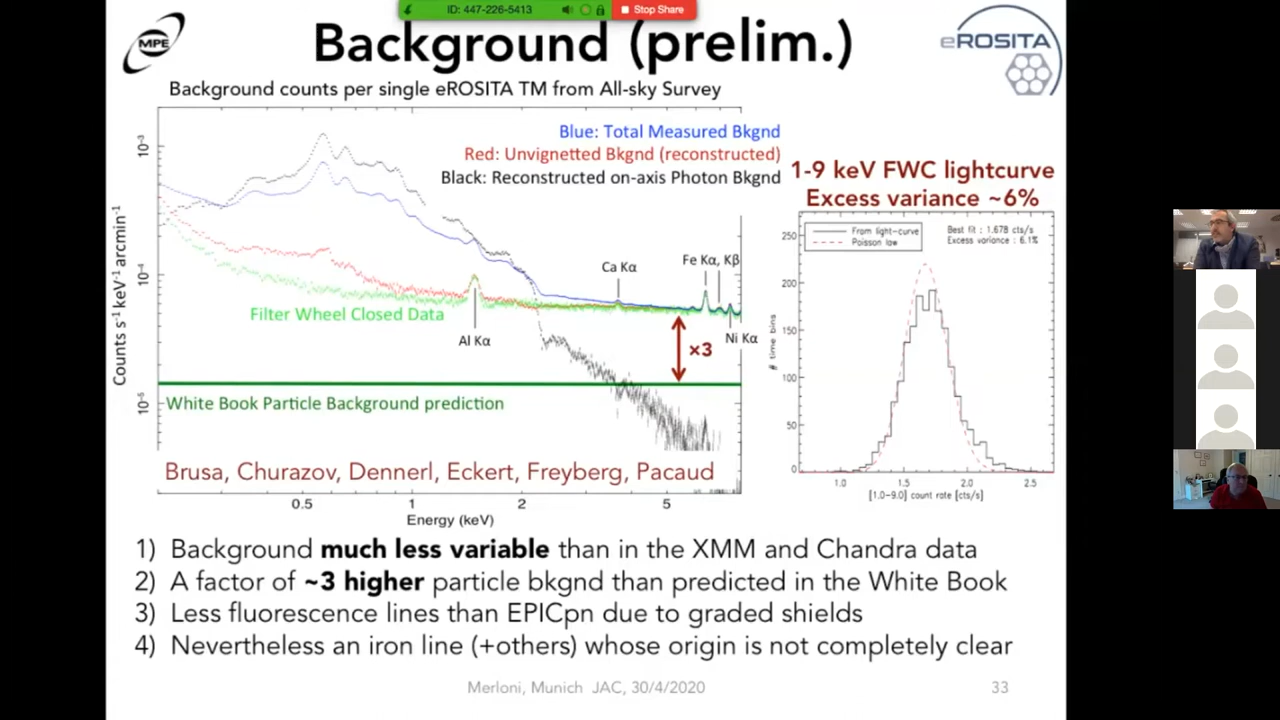 ID: 447-226-5413
Stop Share
MPE
Background (prelim.)
eROSITA
Background counts per single eROSITA TM from All-sky Survey
Blue: Total Measured Bkgnd
Red: Unvignetted Bkgnd (reconstructed)
Black: Reconstructed on-axis Photon Bkgnd
Counts s⁻¹ keV⁻¹ arcmin⁻¹
10⁻³
10⁻⁴
10⁻⁵
Ca Kα
Fe Kα, Kβ
Filter Wheel Closed Data
Al Kα
×3
Ni Kα
White Book Particle Background prediction
Brusa, Churazov, Dennerl, Eckert, Freyberg, Pacaud
0.5
1
2
5
Energy (keV)
1-9 keV FWC lightcurve
Excess variance ~6%
From light-curve
Poisson law
Best fit : 1.678 cts/s
Excess variance : 6.1%
# time bins
250
200
150
100
50
0
1.0
1.5
2.0
2.5
[1.0-9.0] count rate [cts/s]
1) Background much less variable than in the XMM and Chandra data
2) A factor of ~3 higher particle bkgnd than predicted in the White Book
3) Less fluorescence lines than EPICpn due to graded shields
4) Nevertheless an iron line (+others) whose origin is not completely clear
Merloni, Munich JAC, 30/4/2020
33